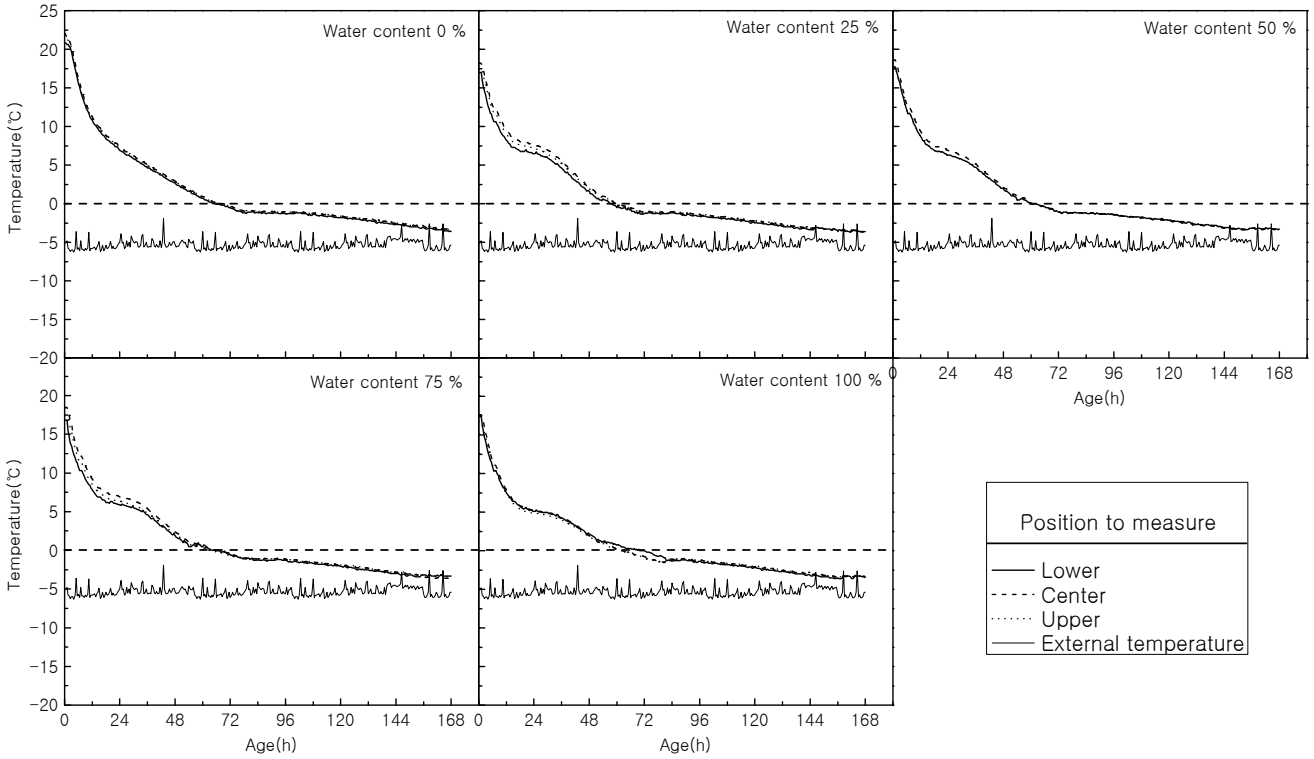 Water content 0 %
Water content 25 %
Water content 50 %
25
20
15
10
5
0
−5
−10
−15
−20
Temperature(℃)
0 24 48 72 96 120 144 168
Age(h)
Water content 75 %
Water content 100 %
20
15
10
5
0
−5
−10
−15
−20
Temperature(℃)
Position to measure
Lower
Center
Upper
External temperature
0 24 48 72 96 120 144 168
0 24 48 72 96 120 144 168
Age(h)
Age(h)